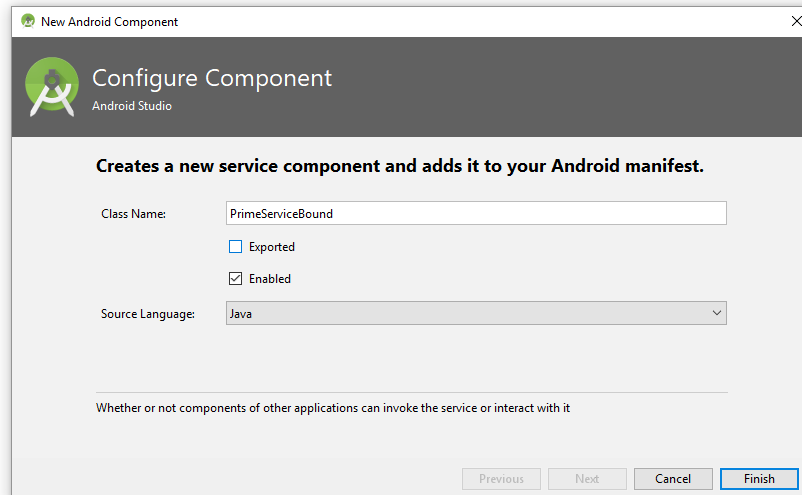 New Android Component
Configure Component
Android Studio
Creates a new service component and adds it to your Android manifest.
Class Name: PrimeServiceBound
Exported
Enabled
Source Language: Java
Whether or not components of other applications can invoke the service or interact with it
Previous Next Cancel Finish